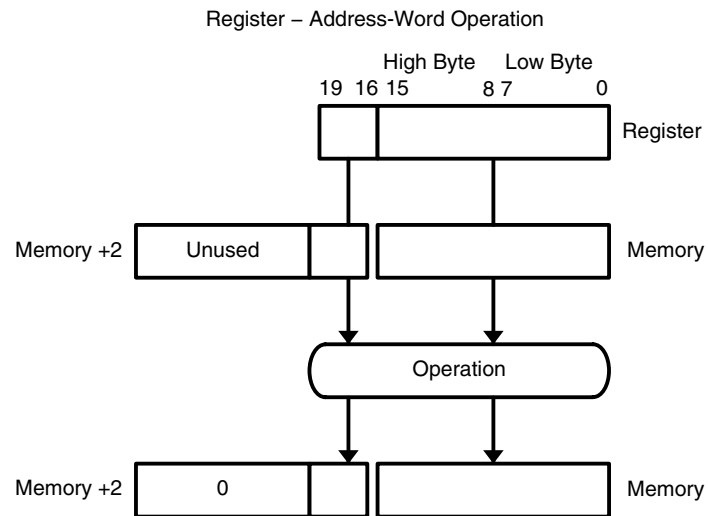 Register – Address-Word Operation
High Byte Low Byte
19 16 15 8 7 0
Register
Memory +2 Unused Memory
Operation
Memory +2 0 Memory